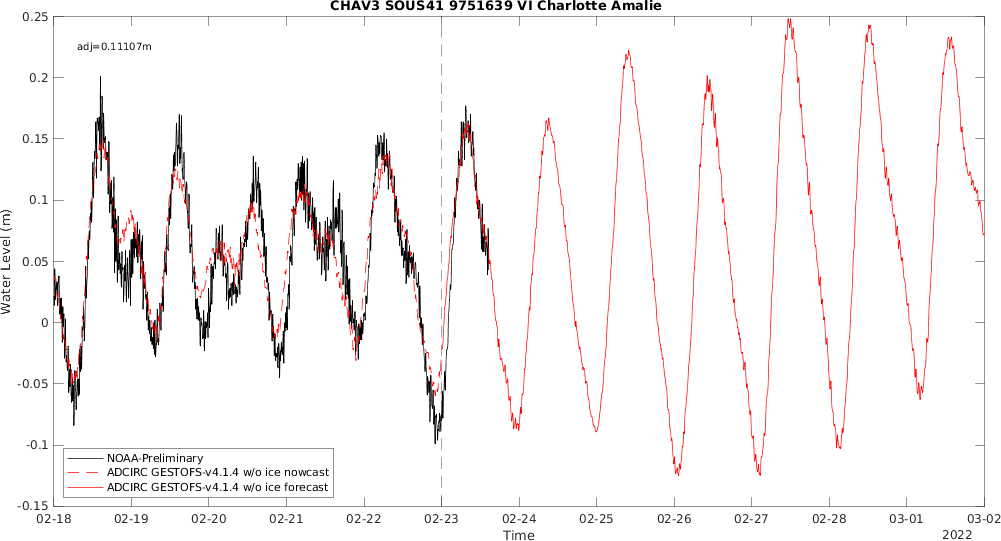 CHAV3 SOUS41 9751639 VI Charlotte Amalie
adj=0.11107m
0.25
0.2
0.15
0.1
0.05
0
-0.05
-0.1
-0.15
Water Level (m)
NOAA-Preliminary
ADCIRC GESTOFS-v4.1.4 w/o ice nowcast
ADCIRC GESTOFS-v4.1.4 w/o ice forecast
02-18 02-19 02-20 02-21 02-22 02-23 02-24 02-25 02-26 02-27 02-28 03-01 03-02
Time
2022